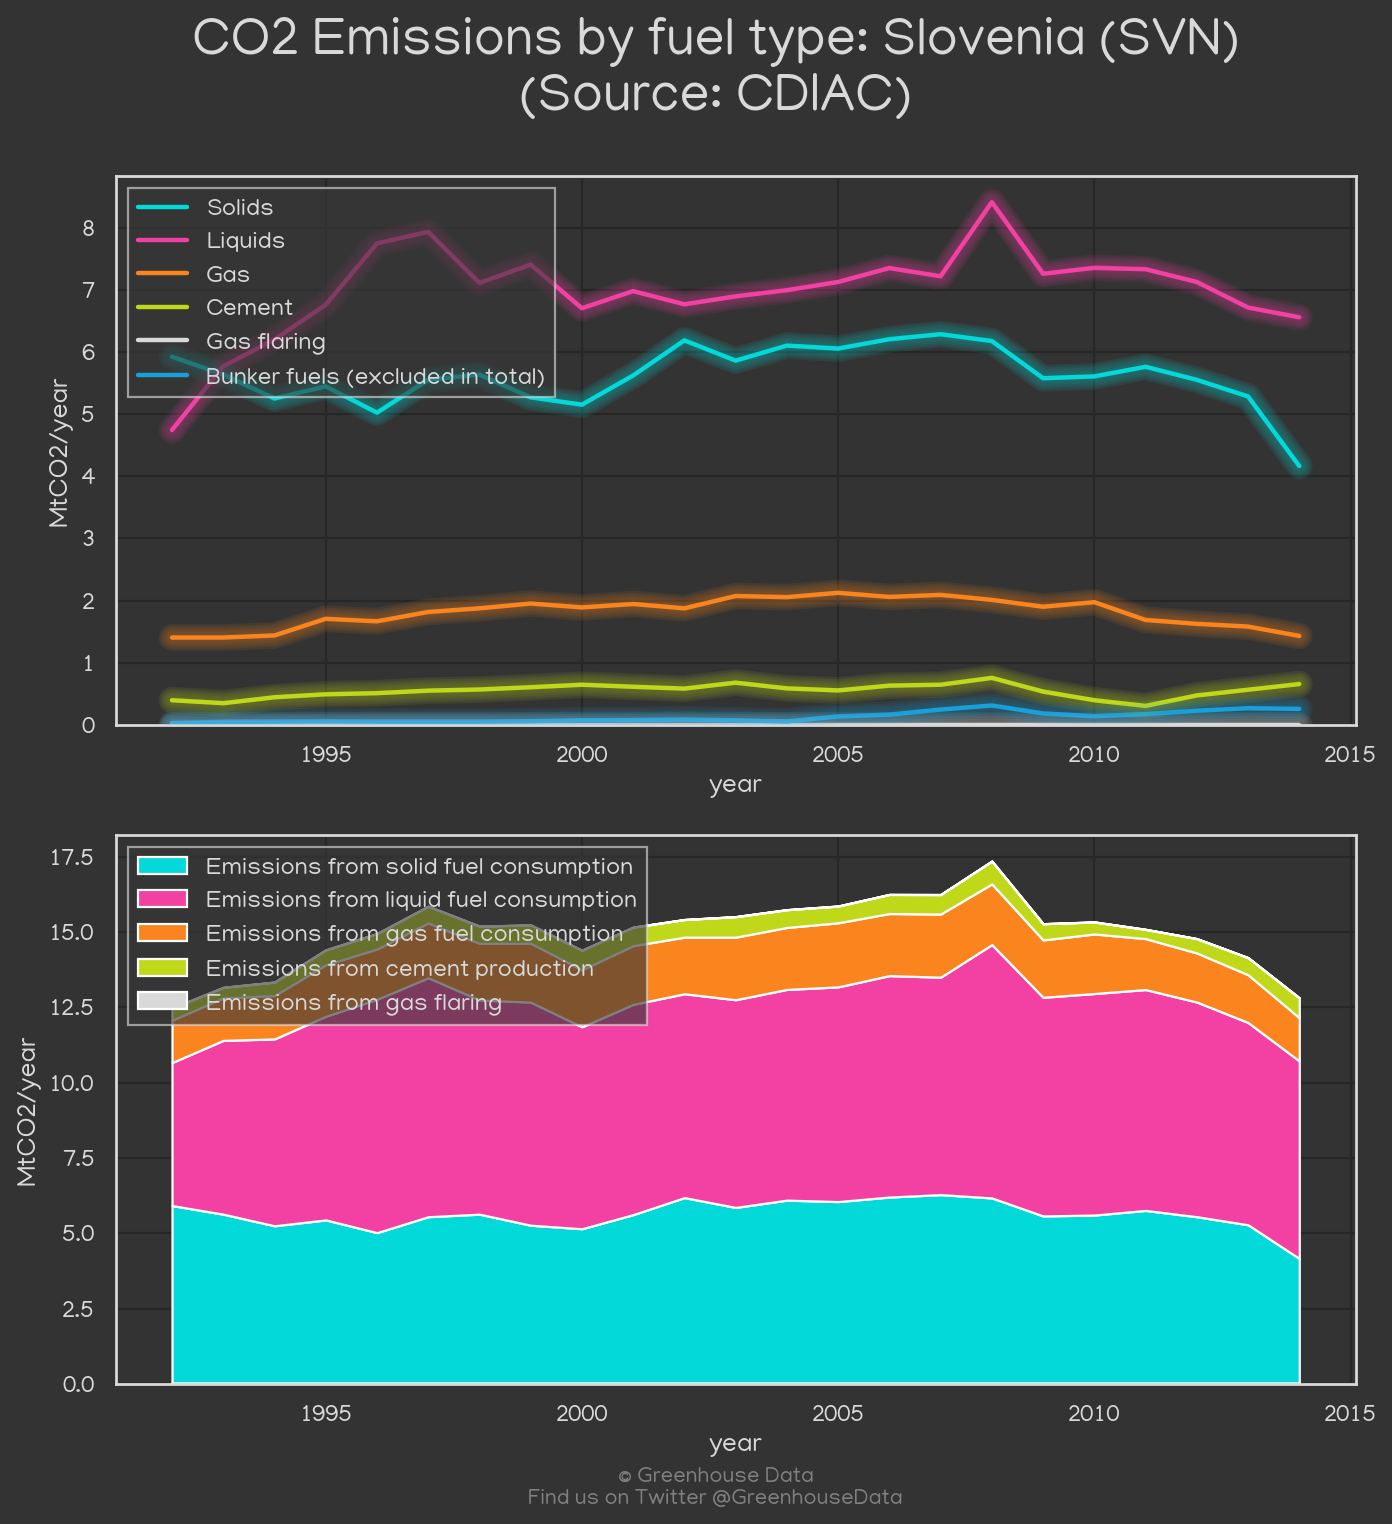 CO2 Emissions by fuel type: Slovenia (SVN)
(Source: CDIAC)
Solids
Liquids
Gas
Cement
Gas flaring
Bunker fuels (excluded in total)
MtCO2/year
8
7
6
5
4
3
2
1
0
1995 2000 2005 2010 2015
year
Emissions from solid fuel consumption
Emissions from liquid fuel consumption
Emissions from gas fuel consumption
Emissions from cement production
Emissions from gas flaring
MtCO2/year
17.5
15.0
12.5
10.0
7.5
5.0
2.5
0.0
1995 2000 2005 2010 2015
year
© Greenhouse Data
Find us on Twitter @GreenhouseData